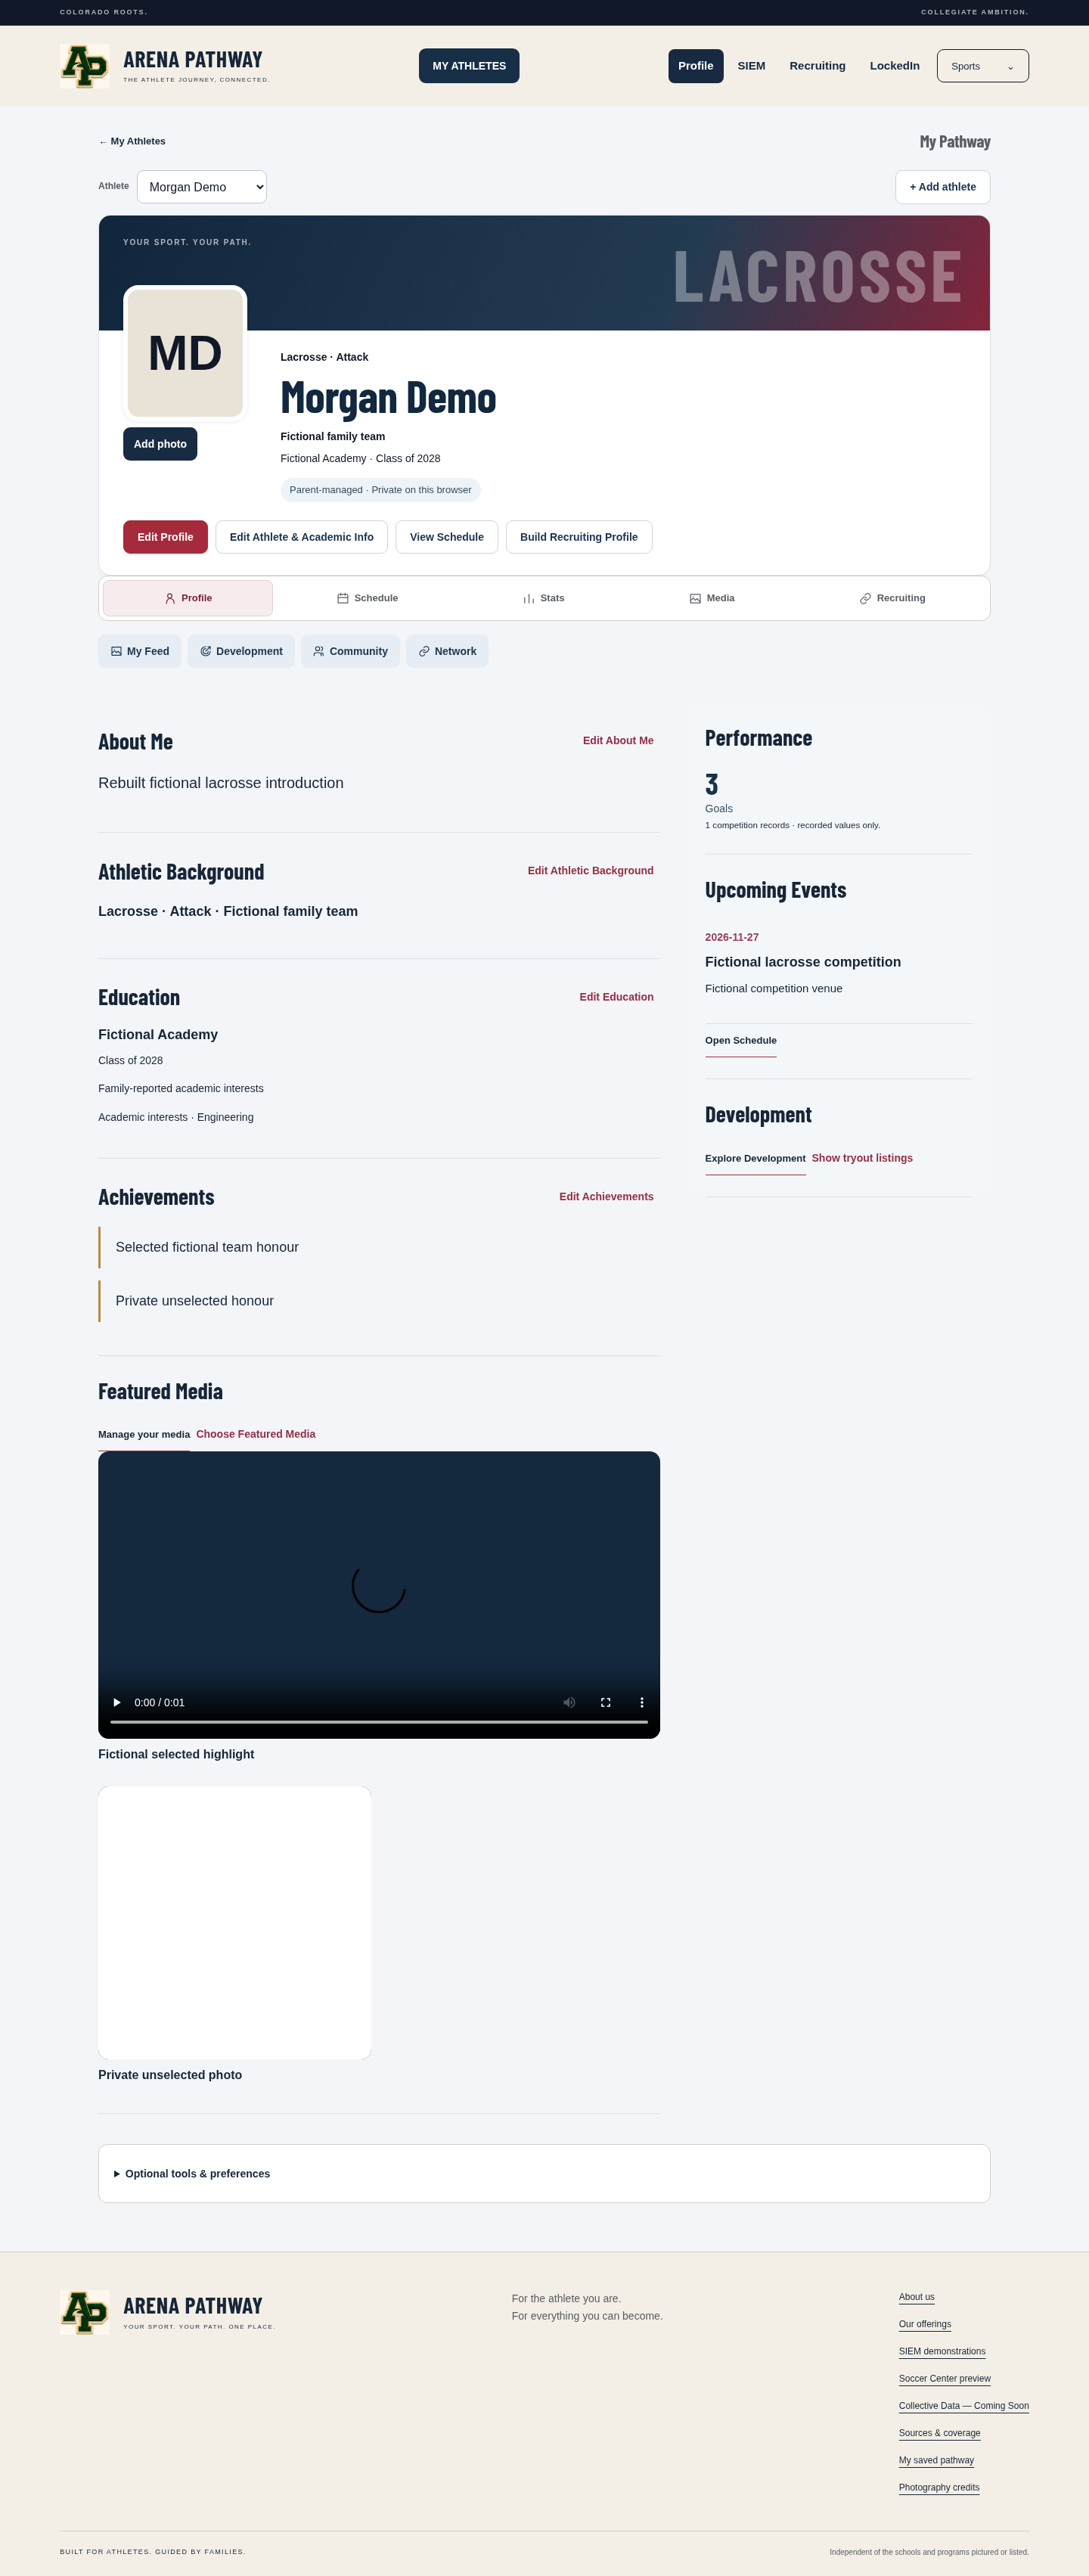 COLORADO ROOTS.
COLLEGIATE AMBITION.
AP
ARENA PATHWAY
THE ATHLETE JOURNEY, CONNECTED.
MY ATHLETES
Profile
SIEM
Recruiting
LockedIn
Sports
← My Athletes
My Pathway
Athlete
Morgan Demo
+ Add athlete
YOUR SPORT. YOUR PATH.
LACROSSE
MD
Lacrosse · Attack
Morgan Demo
Fictional family team
Fictional Academy · Class of 2028
Parent-managed · Private on this browser
Add photo
Edit Profile
Edit Athlete & Academic Info
View Schedule
Build Recruiting Profile
Profile
Schedule
Stats
Media
Recruiting
My Feed
Development
Community
Network
About Me
Edit About Me
Rebuilt fictional lacrosse introduction
Athletic Background
Edit Athletic Background
Lacrosse · Attack · Fictional family team
Education
Edit Education
Fictional Academy
Class of 2028
Family-reported academic interests
Academic interests · Engineering
Achievements
Edit Achievements
Selected fictional team honour
Private unselected honour
Featured Media
Manage your media
Choose Featured Media
0:00 / 0:01
Fictional selected highlight
Private unselected photo
Performance
3
Goals
1 competition records · recorded values only.
Upcoming Events
2026-11-27
Fictional lacrosse competition
Fictional competition venue
Open Schedule
Development
Explore Development
Show tryout listings
Optional tools & preferences
AP
ARENA PATHWAY
YOUR SPORT. YOUR PATH. ONE PLACE.
For the athlete you are.
For everything you can become.
About us
Our offerings
SIEM demonstrations
Soccer Center preview
Collective Data — Coming Soon
Sources & coverage
My saved pathway
Photography credits
BUILT FOR ATHLETES. GUIDED BY FAMILIES.
Independent of the schools and programs pictured or listed.